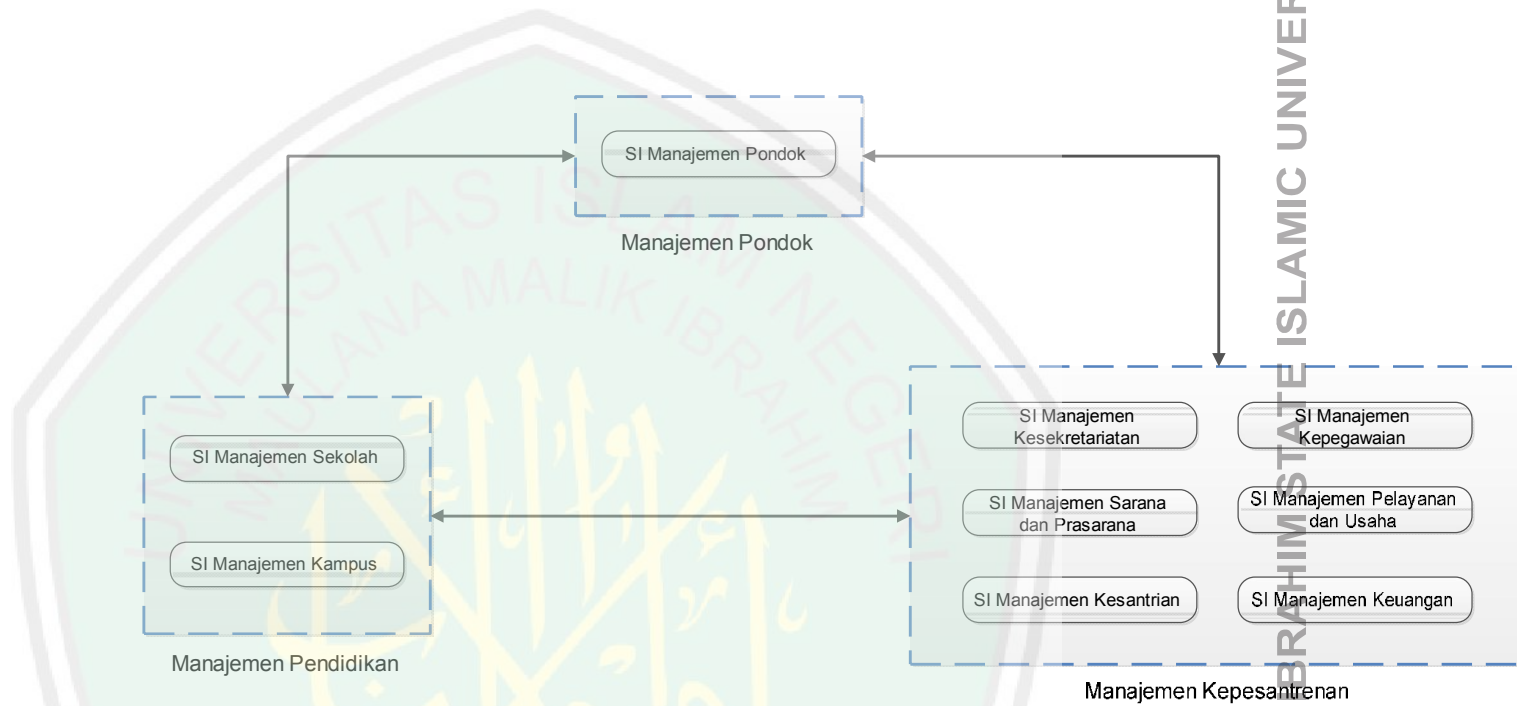 SI Manajemen Pondok
Manajemen Pondok
SI Manajemen Sekolah
SI Manajemen Kampus
Manajemen Pendidikan
SI Manajemen
Kesekretariatan
SI Manajemen
Kepegawaian
SI Manajemen Sarana
dan Prasarana
SI Manajemen Pelayanan
dan Usaha
SI Manajemen Kesantrian
SI Manajemen Keuangan
Manajemen Kepesantrenan
UNIVERSITAS ISLAM NEGERI
MAULANA MALIK IBRAHIM
IBRAHIM STATE ISLAMIC